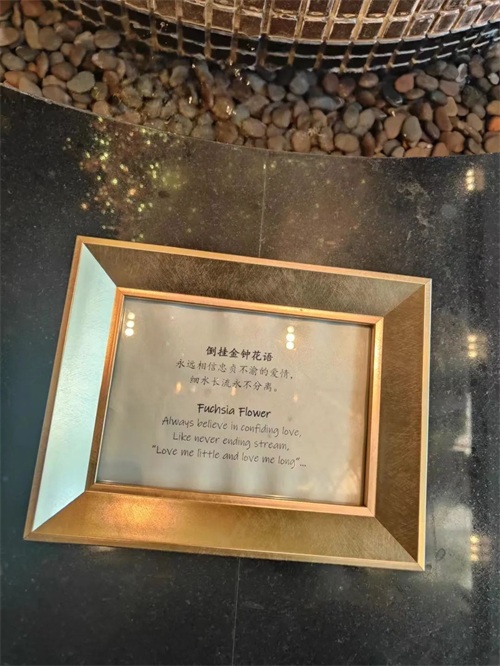 倒挂金钟花语
永远相信忠贞不渝的爱情,
细水长流永不分离。
Fuchsia Flower
Always believe in confiding love.
Like never ending stream,
"Love me little and love me long"...